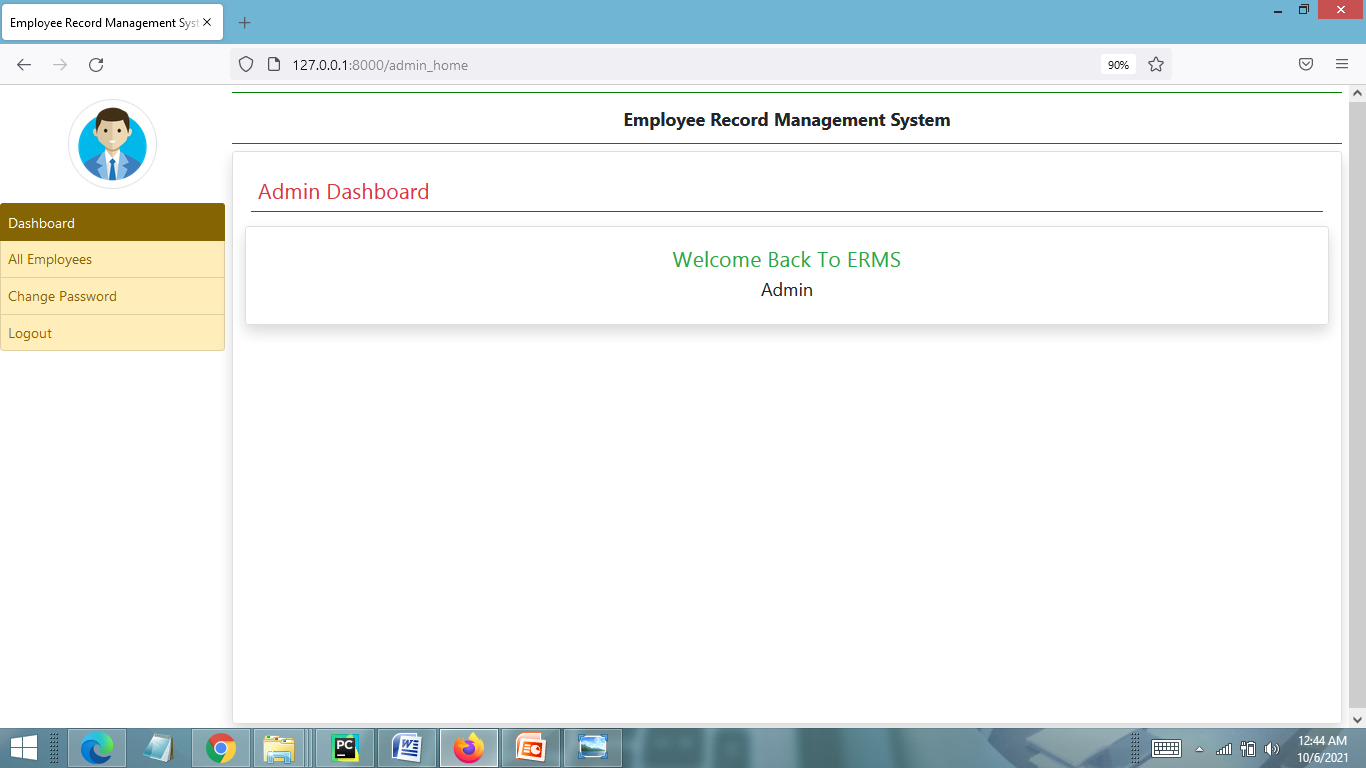 Employee Record Management Syst
127.0.0.1:8000/admin_home
90%
Employee Record Management System
Admin Dashboard
Dashboard
All Employees
Change Password
Logout
Welcome Back To ERMS
Admin
PC
W
P
12:44 AM
10/6/2021